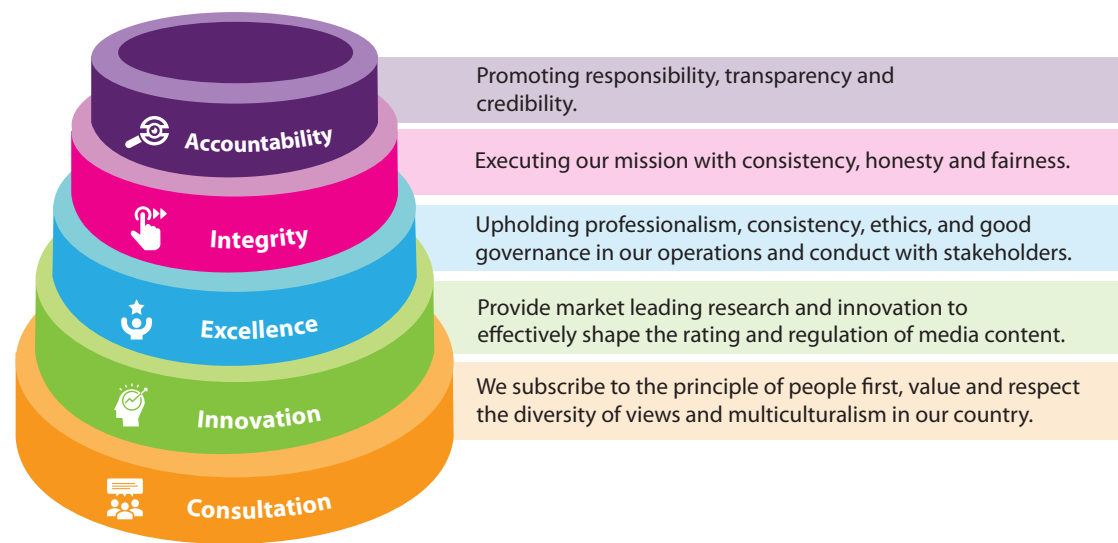 Accountability
Promoting responsibility, transparency and
credibility.
Integrity
Executing our mission with consistency, honesty and fairness.
Excellence
Upholding professionalism, consistency, ethics, and good
governance in our operations and conduct with stakeholders.
Innovation
Provide market leading research and innovation to
effectively shape the rating and regulation of media content.
Consultation
We subscribe to the principle of people first, value and respect
the diversity of views and multiculturalism in our country.